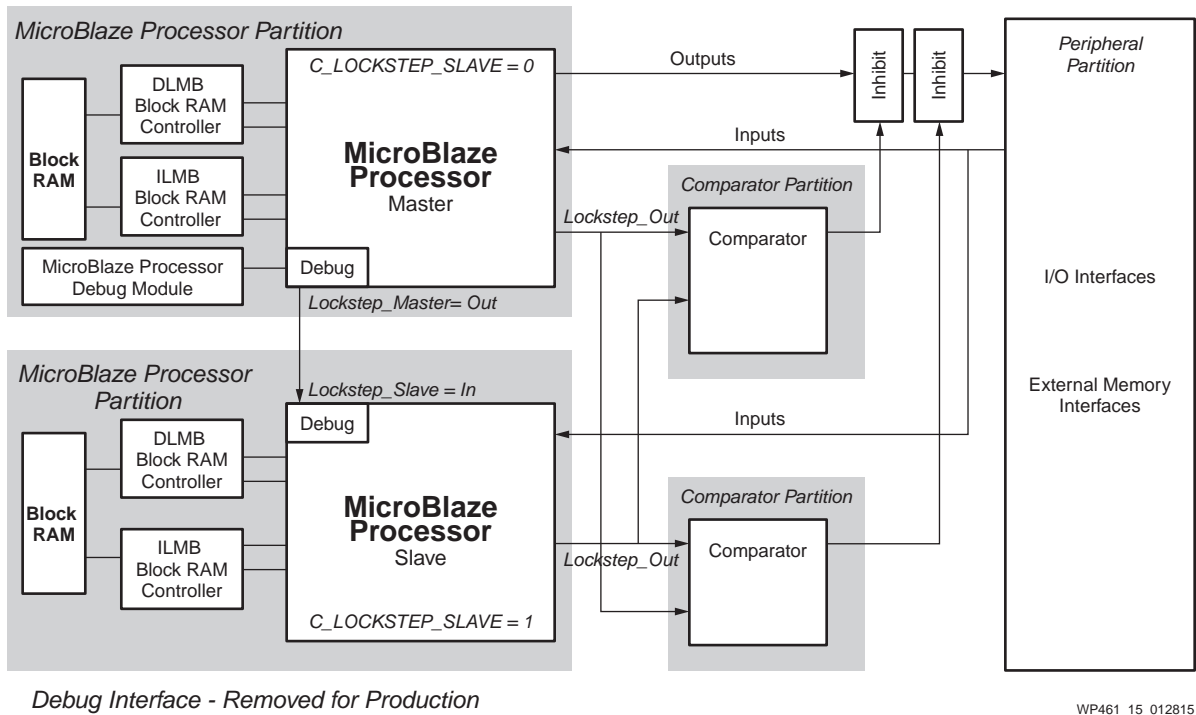 MicroBlaze Processor Partition
C_LOCKSTEP_SLAVE = 0
DLMB
Block RAM
Controller
Block
RAM
ILMB
Block RAM
Controller
MicroBlaze
Processor
Master
MicroBlaze Processor
Debug Module
Debug
Lockstep_Master= Out
Outputs
Inhibit
Inhibit
Inputs
Comparator Partition
Lockstep_Out
Comparator
Peripheral
Partition
I/O Interfaces
External Memory
Interfaces
MicroBlaze Processor
Partition
Lockstep_Slave = In
Debug
DLMB
Block RAM
Controller
Block
RAM
ILMB
Block RAM
Controller
MicroBlaze
Processor
Slave
C_LOCKSTEP_SLAVE = 1
Inputs
Comparator Partition
Lockstep_Out
Comparator
Debug Interface - Removed for Production
WP461_15_012815